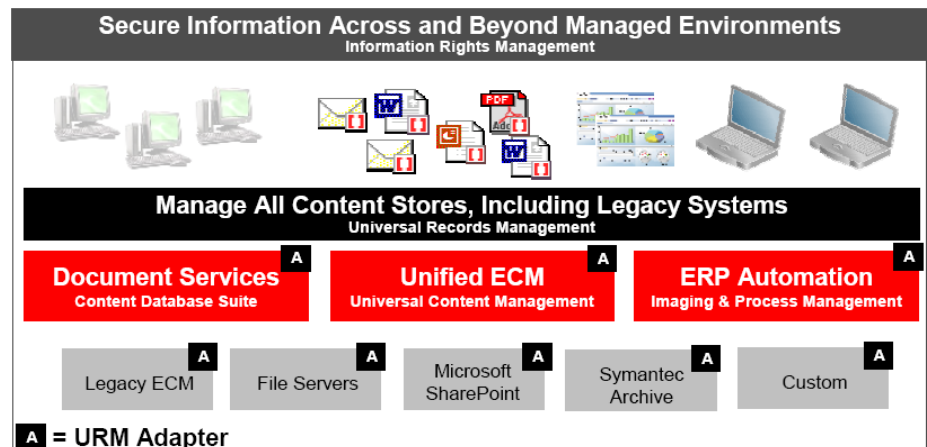 Secure Information Across and Beyond Managed Environments
Information Rights Management
W
PDF
Adob
W
Manage All Content Stores, Including Legacy Systems
Universal Records Management
A
A
A
Document Services
Unified ECM
ERP Automation
Content Database Suite
Universal Content Management
Imaging & Process Management
A
A
A
A
A
Legacy ECM
File Servers
Microsoft
SharePoint
Symantec
Archive
Custom
A = URM Adapter